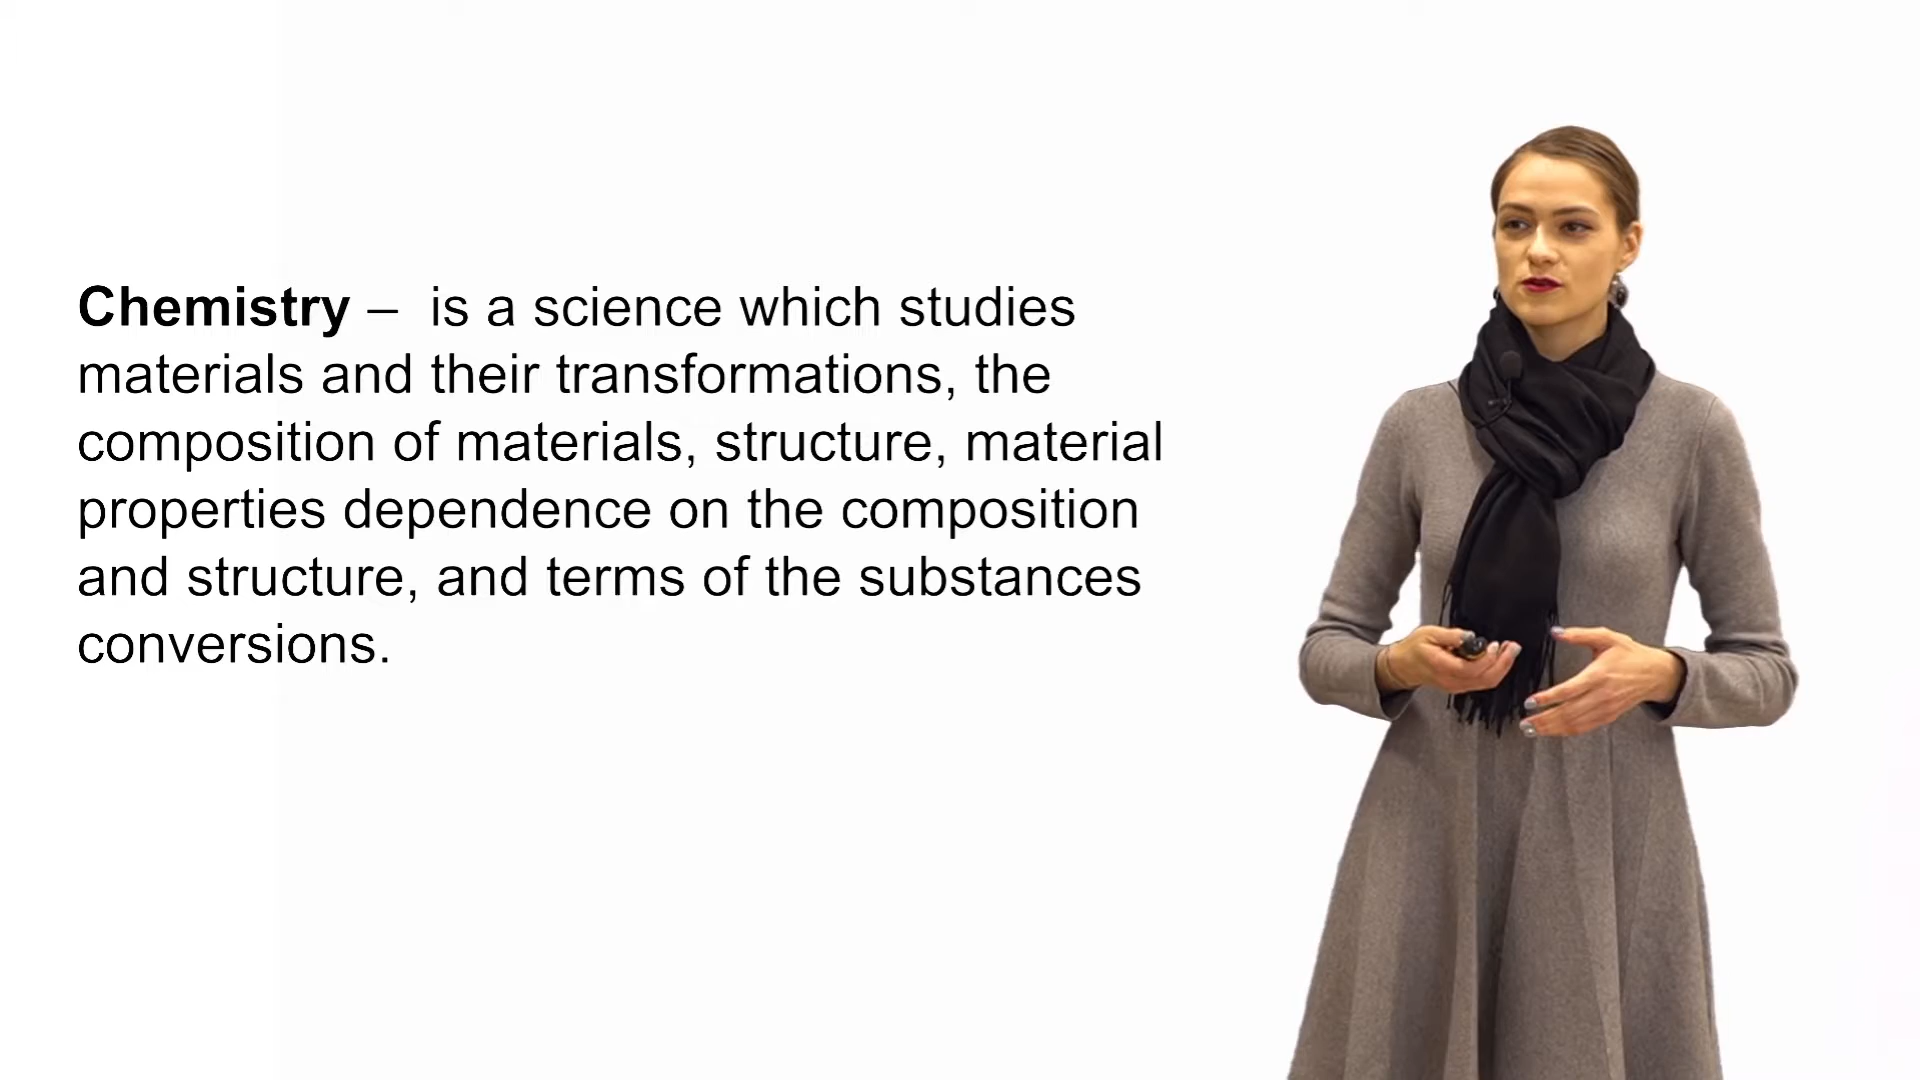 Chemistry –  is a science which studies
materials and their transformations, the
composition of materials, structure, material
properties dependence on the composition
and structure, and terms of the substances
conversions.